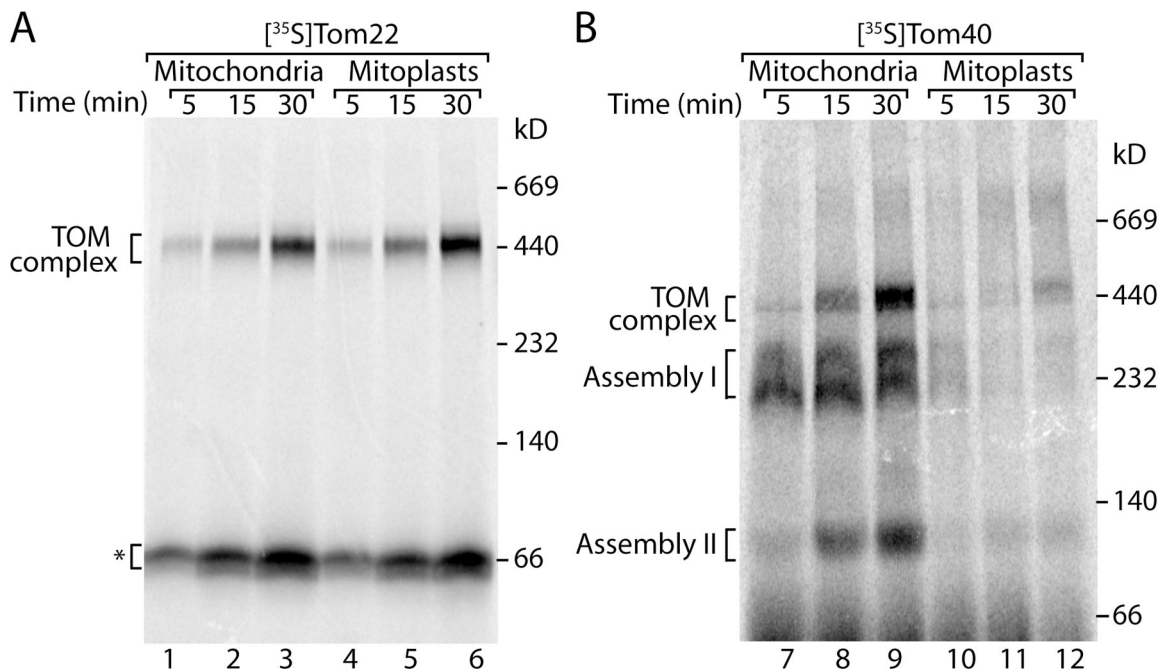 A
[³⁵S]Tom22
Mitochondria Mitoplasts
Time (min) 5 15 30 5 15 30
kD
669
TOM
complex
440
232
140
*
66
1 2 3 4 5 6
B
[³⁵S]Tom40
Mitochondria Mitoplasts
Time (min) 5 15 30 5 15 30
kD
669
TOM
complex
440
Assembly I
232
140
Assembly II
66
7 8 9 10 11 12